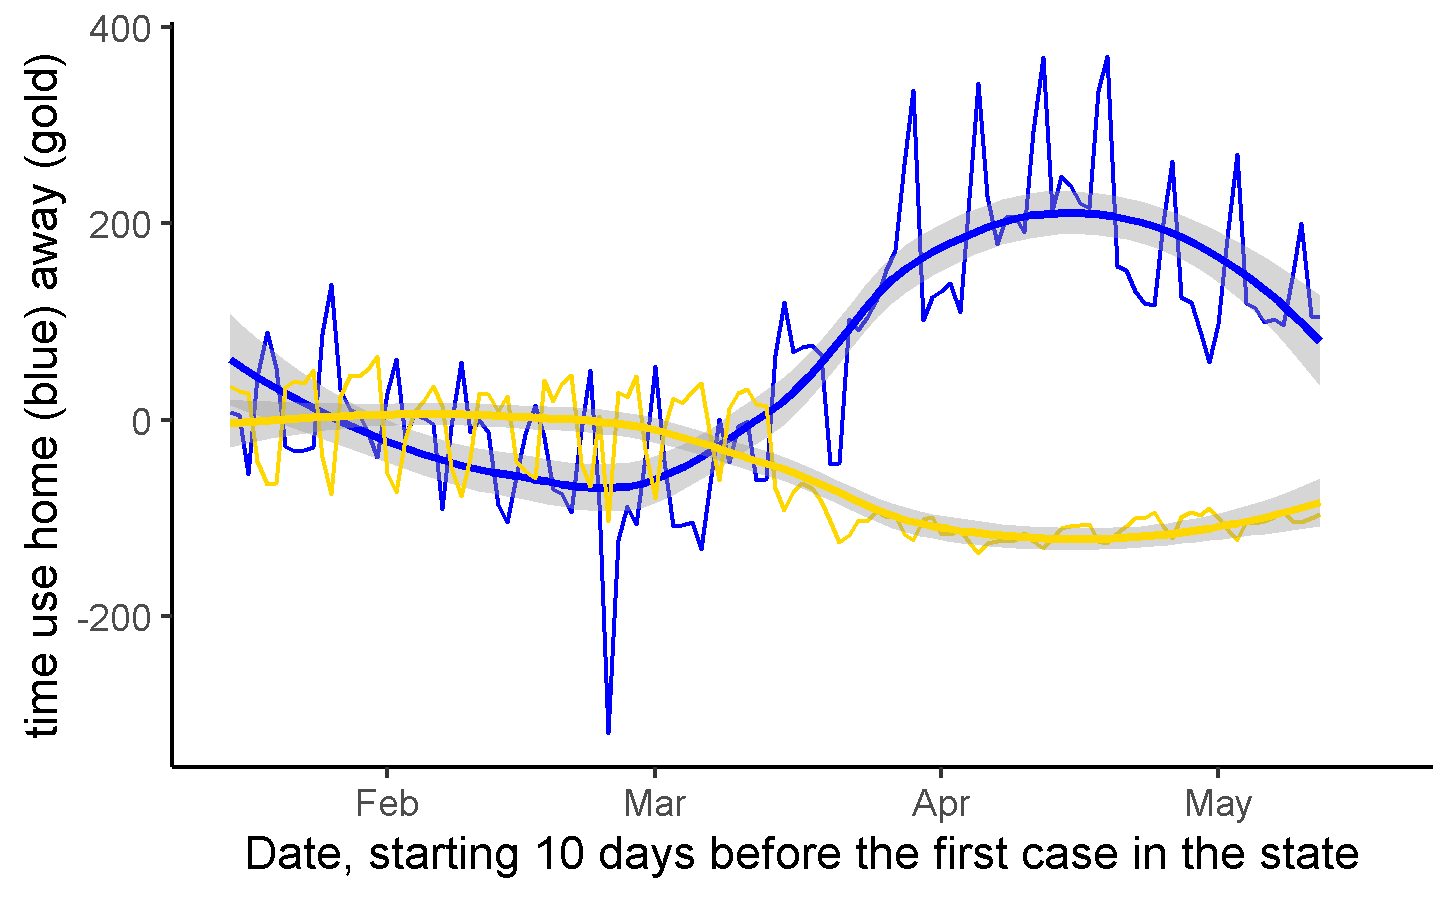 time use home (blue) away (gold)
400
200
0
-200
Feb Mar Apr May
Date, starting 10 days before the first case in the state